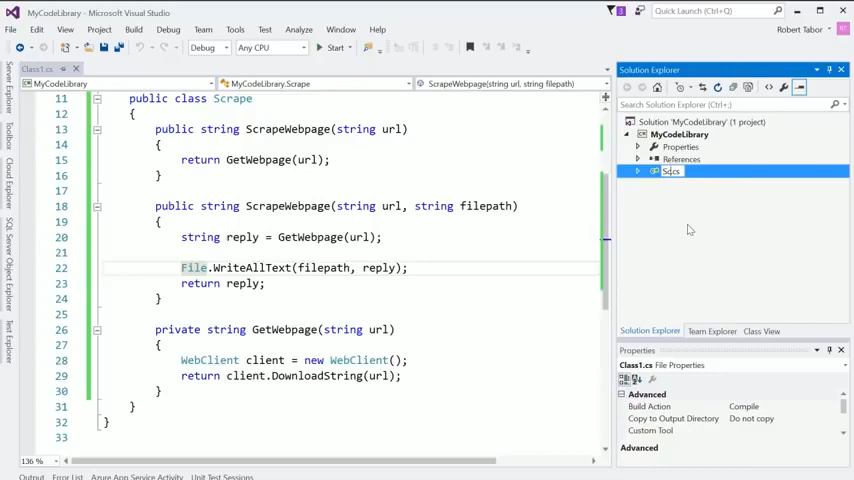 MyCodeLibrary - Microsoft Visual Studio
3
Quick Launch (Ctrl+Q)
File Edit View Project Build Debug Team Tools Test Analyze Window Help
Robert Tabor
RT
Debug Any CPU Start
Server Explorer
Toolbox
Cloud Explorer
SQL Server Object Explorer
Test Explorer
Class1.cs
MyCodeLibrary MyCodeLibrary.Scrape ScrapeWebpage(string url, string filepath)
11 public class Scrape
12 {
13 public string ScrapeWebpage(string url)
14 {
15 return GetWebpage(url);
16 }
17
18 public string ScrapeWebpage(string url, string filepath)
19 {
20 string reply = GetWebpage(url);
21
22 File.WriteAllText(filepath, reply);
23 return reply;
24 }
25
26 private string GetWebpage(string url)
27 {
28 WebClient client = new WebClient();
29 return client.DownloadString(url);
30 }
31 }
32 }
33
136 %
Output Error List Azure App Service Activity Unit Test Sessions
Solution Explorer
Search Solution Explorer (Ctrl+;)
Solution 'MyCodeLibrary' (1 project)
MyCodeLibrary
Properties
References
Sc.cs
Solution Explorer Team Explorer Class View
Properties
Class1.cs File Properties
Advanced
Build Action Compile
Copy to Output Directory Do not copy
Custom Tool
Advanced